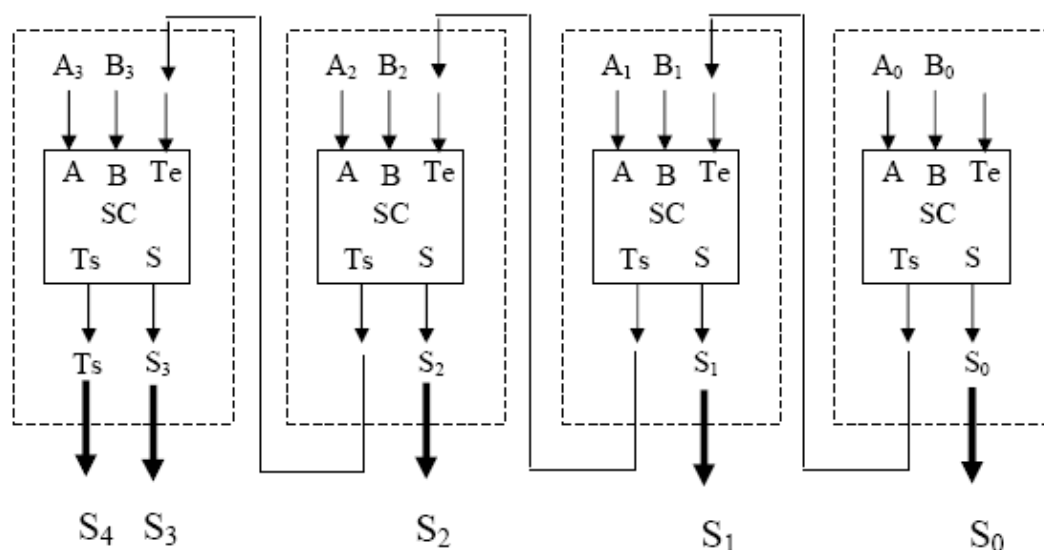 A₃ B₃ A₂ B₂ A₁ B₁ A₀ B₀
A B Te A B Te A B Te A B Te
SC SC SC SC
Ts S Ts S Ts S Ts S
Ts S₃ S₂ S₁ S₀
S₄ S₃ S₂ S₁ S₀